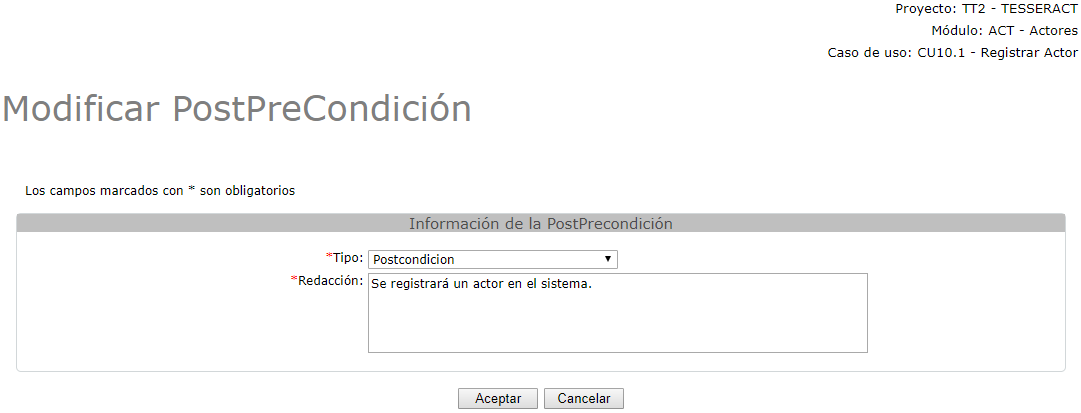 Proyecto: TT2 - TESSERACT
Módulo: ACT - Actores
Caso de uso: CU10.1 - Registrar Actor
Modificar PostPreCondición
Los campos marcados con * son obligatorios
Información de la PostPrecondición
*Tipo: Postcondicion
*Redacción: Se registrará un actor en el sistema.
Aceptar Cancelar